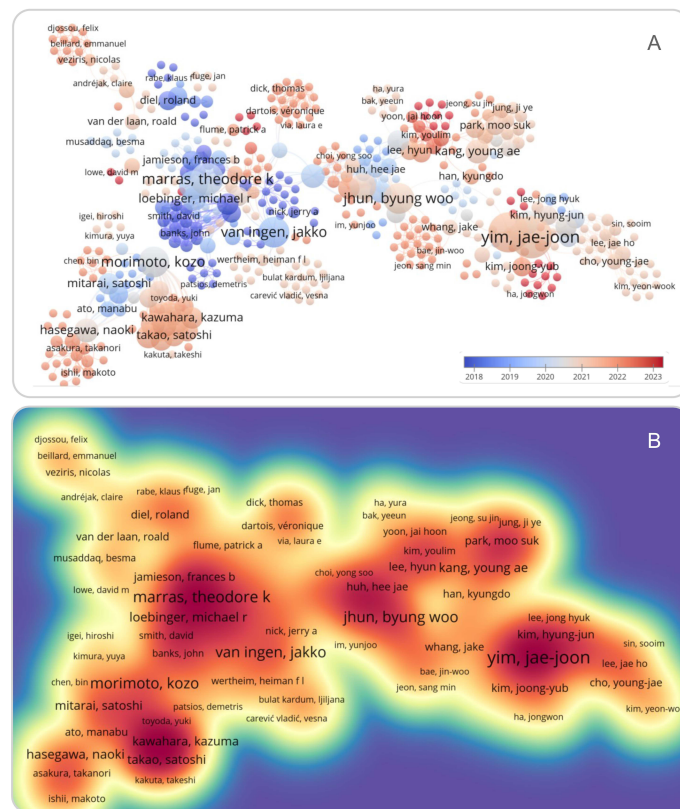 A
djossou, felix
beillard, emmanuel
veziris, nicolas
andréjak, claire
rabe, klaus f
fuge, jan
diel, roland
van der laan, roald
musaddaq, besma
lowe, david m
dick, thomas
dartois, véronique
via, laura e
flume, patrick a
jamieson, frances b
marras, theodore k
loebinger, michael r
smith, david
banks, john
nick, jerry a
van ingen, jakko
igei, hiroshi
kimura, yuya
chen, bin
morimoto, kozo
mitarai, satoshi
ato, manabu
hasegawa, naoki
asakura, takanori
ishii, makoto
patsios, demetris
toyoda, yuki
kawahara, kazuma
takao, satoshi
kakuta, takeshi
wertheim, heiman f l
bulat kardum, ljiljana
carević vladić, vesna
ha, yura
bak, yeeun
yoon, jai hoon
jeong, su jin
jung, ji ye
park, moo suk
kim, youlim
lee, hyun
kang, young ae
choi, yong soo
huh, hee jae
jhun, byung woo
han, kyungdo
im, yunjoo
whang, jake
bae, jin-woo
jeon, sang min
lee, jong hyuk
kim, hyung-jun
yim, jae-joon
kim, joong-yub
ha, jongwon
sin, sooim
lee, jae ho
cho, young-jae
kim, yeon-wook
2018 2019 2020 2021 2022 2023
B
djossou, felix
beillard, emmanuel
veziris, nicolas
andréjak, claire
rabe, klaus f
fuge, jan
diel, roland
van der laan, roald
musaddaq, besma
lowe, david m
dick, thomas
dartois, véronique
via, laura e
flume, patrick a
jamieson, frances b
marras, theodore k
loebinger, michael r
smith, david
banks, john
nick, jerry a
van ingen, jakko
igei, hiroshi
kimura, yuya
chen, bin
morimoto, kozo
mitarai, satoshi
ato, manabu
hasegawa, naoki
asakura, takanori
ishii, makoto
patsios, demetris
toyoda, yuki
kawahara, kazuma
takao, satoshi
kakuta, takeshi
wertheim, heiman f l
bulat kardum, ljiljana
carević vladić, vesna
ha, yura
bak, yeeun
yoon, jai hoon
jeong, su jin
jung, ji ye
park, moo suk
kim, youlim
lee, hyun
kang, young ae
choi, yong soo
huh, hee jae
jhun, byung woo
han, kyungdo
im, yunjoo
whang, jake
bae, jin-woo
jeon, sang min
lee, jong hyuk
kim, hyung-jun
yim, jae-joon
kim, joong-yub
ha, jongwon
sin, sooim
lee, jae ho
cho, young-jae
kim, yeon-wo